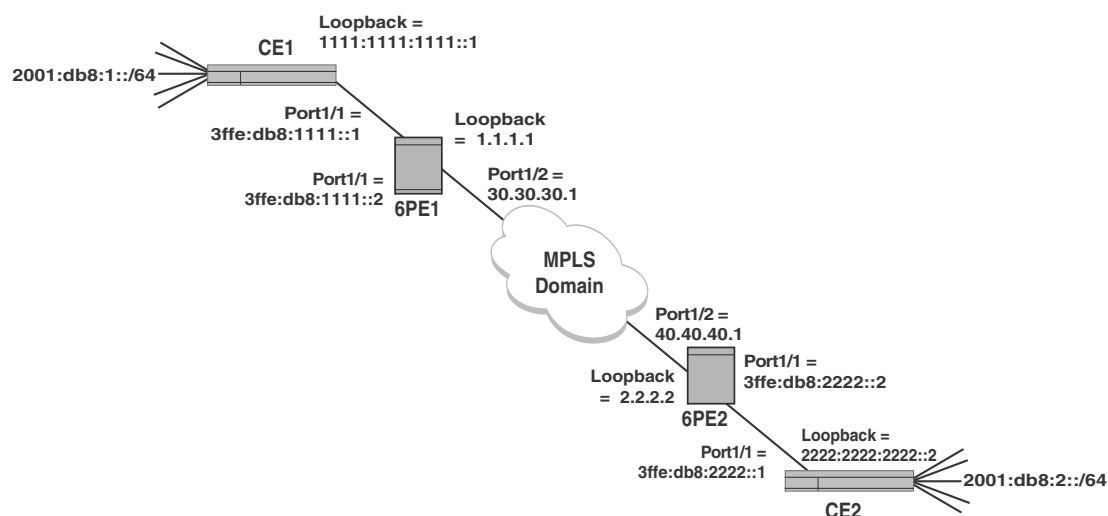 Loopback =
1111:1111:1111::1
CE1
2001:db8:1::/64
Port1/1 =
3ffe:db8:1111::1
Loopback
= 1.1.1.1
Port1/1 =
3ffe:db8:1111::2
Port1/2 =
30.30.30.1
6PE1
MPLS
Domain
Port1/2 =
40.40.40.1
Port1/1 =
3ffe:db8:2222::2
Loopback
= 2.2.2.2
6PE2
Loopback =
2222:2222:2222::2
Port1/1 =
3ffe:db8:2222::1
2001:db8:2::/64
CE2